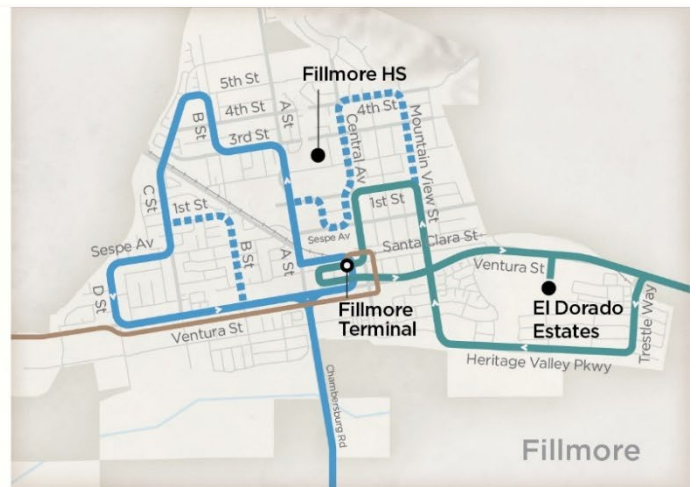 5th St
Fillmore HS
4th St
4th St
B St
A St
3rd St
Central Av
Mountain View St
C St
1st St
1st St
Sespe Av
Sespe Av
Santa Clara St
B St
A St
D St
Ventura St
Fillmore
Terminal
El Dorado
Estates
Trestle Way
Ventura St
Heritage Valley Pkwy
Chambersburg Rd
Fillmore